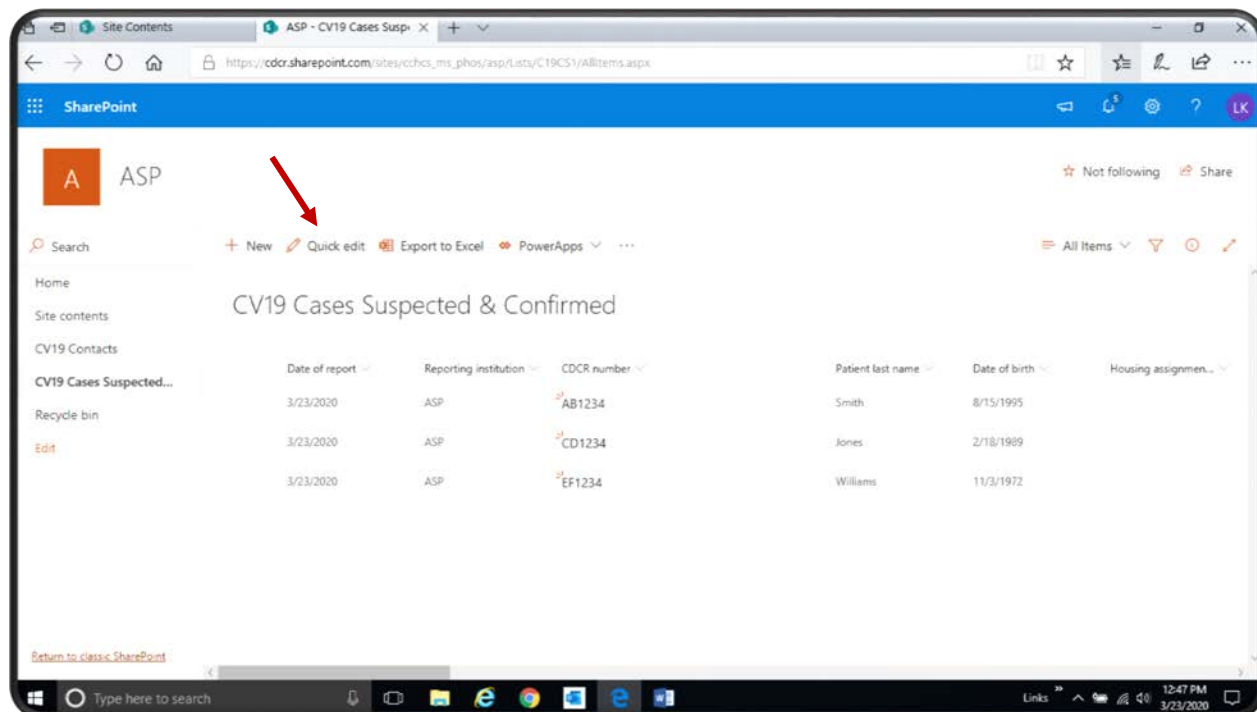 Site Contents
ASP - CV19 Cases Susp
https://cdcr.sharepoint.com/sites/cchcs_ms_phos/asp/Lists/C19CS1/AllItems.aspx
SharePoint
5
?
LK
A
ASP
Not following
Share
Search
New
Quick edit
Export to Excel
PowerApps
...
All Items
Home
Site contents
CV19 Contacts
CV19 Cases Suspected...
Recycle bin
Edit
CV19 Cases Suspected & Confirmed
Date of report Reporting institution CDCR number Patient last name Date of birth Housing assignmen...
3/23/2020 ASP AB1234 Smith 8/15/1995
3/23/2020 ASP CD1234 Jones 2/18/1989
3/23/2020 ASP EF1234 Williams 11/3/1972
Return to classic SharePoint
Type here to search
Links
12:47 PM
3/23/2020